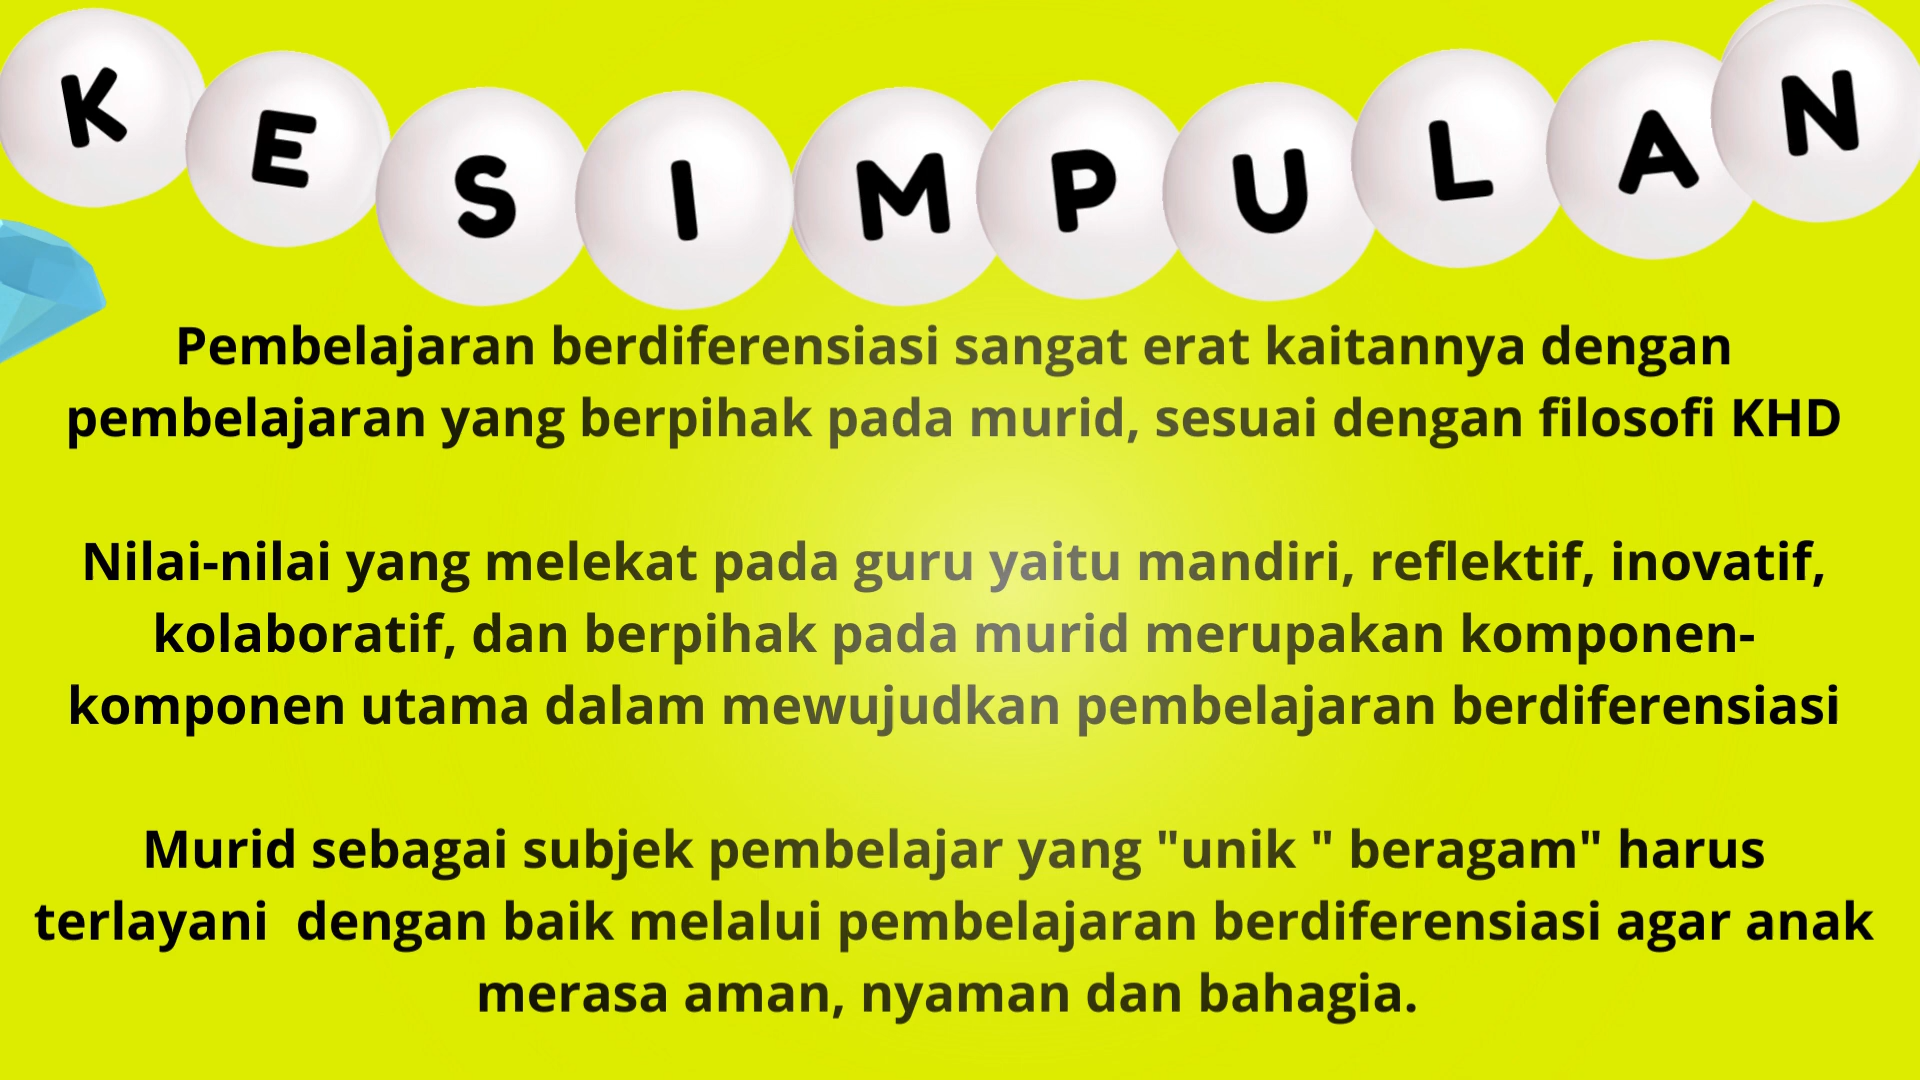 KESIMPULAN
Pembelajaran berdiferensiasi sangat erat kaitannya dengan
pembelajaran yang berpihak pada murid, sesuai dengan filosofi KHD
Nilai-nilai yang melekat pada guru yaitu mandiri, reflektif, inovatif,
kolaboratif, dan berpihak pada murid merupakan komponen-
komponen utama dalam mewujudkan pembelajaran berdiferensiasi
Murid sebagai subjek pembelajar yang "unik " beragam" harus
terlayani  dengan baik melalui pembelajaran berdiferensiasi agar anak
merasa aman, nyaman dan bahagia.